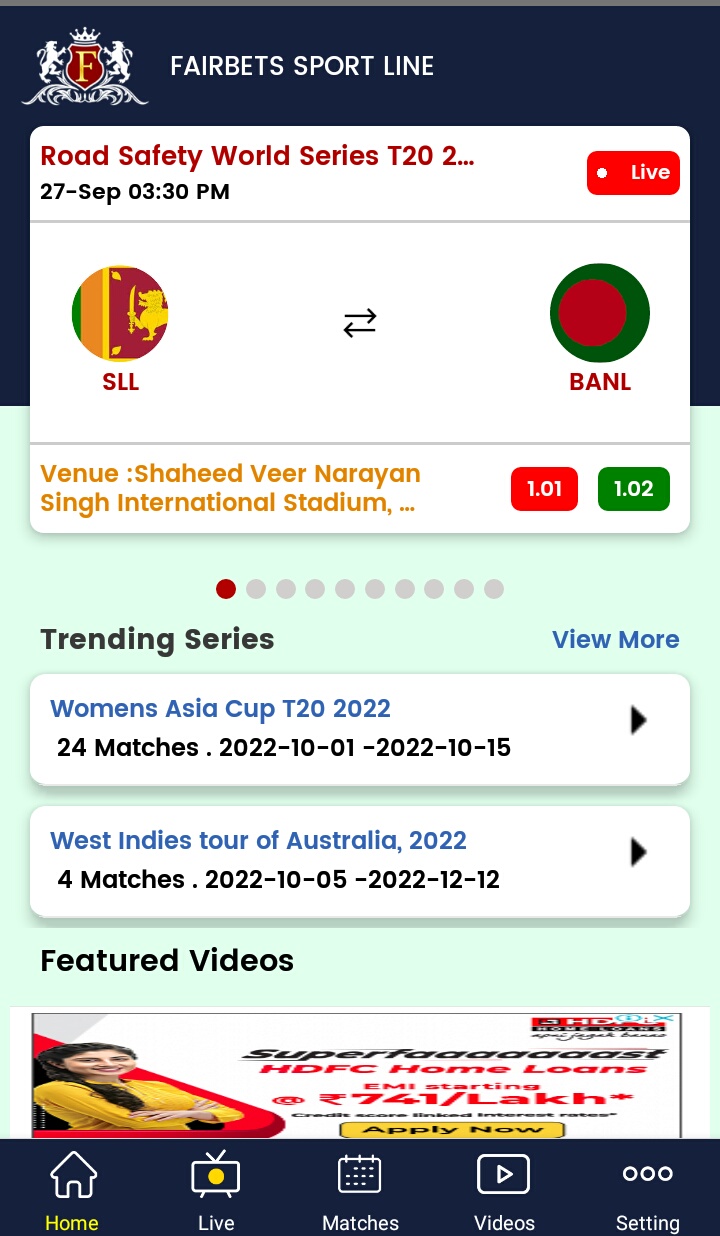 F
FAIRBETS SPORT LINE
Road Safety World Series T20 2...
27-Sep 03:30 PM
Live
SLL
BANL
Venue :Shaheed Veer Narayan
Singh International Stadium, ...
1.01
1.02
Trending Series
View More
Womens Asia Cup T20 2022
24 Matches . 2022-10-01 -2022-10-15
West Indies tour of Australia, 2022
4 Matches . 2022-10-05 -2022-12-12
Featured Videos
Superfaaaaaaaast
HDFC Home Loans
EMI starting
@ ₹741/Lakh*
Credit score linked interest rates*
Apply Now
Home
Live
Matches
Videos
Setting